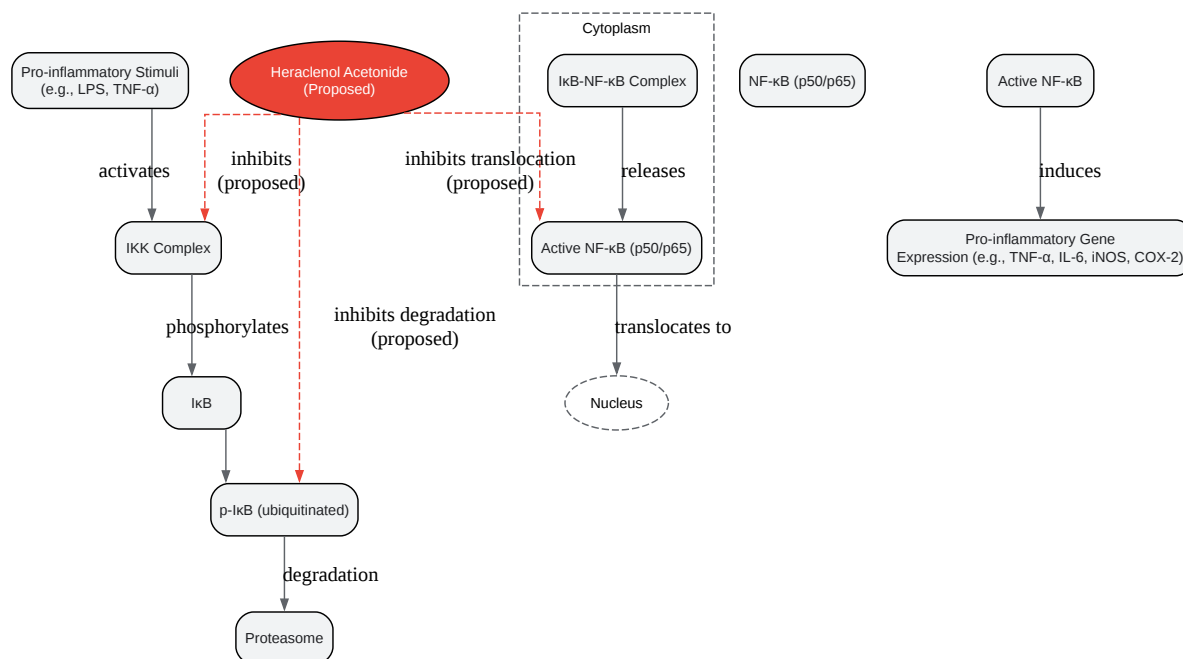 Cytoplasm
Pro-inflammatory Stimuli
(e.g., LPS, TNF-α)
Heraclenol Acetonide
(Proposed)
IκB-NF-κB Complex
NF-κB (p50/p65)
Active NF-κB
activates
inhibits
(proposed)
inhibits translocation
(proposed)
releases
induces
IKK Complex
Active NF-κB (p50/p65)
Pro-inflammatory Gene
Expression (e.g., TNF-α, IL-6, iNOS, COX-2)
phosphorylates
inhibits degradation
(proposed)
translocates to
IκB
Nucleus
p-IκB (ubiquitinated)
degradation
Proteasome